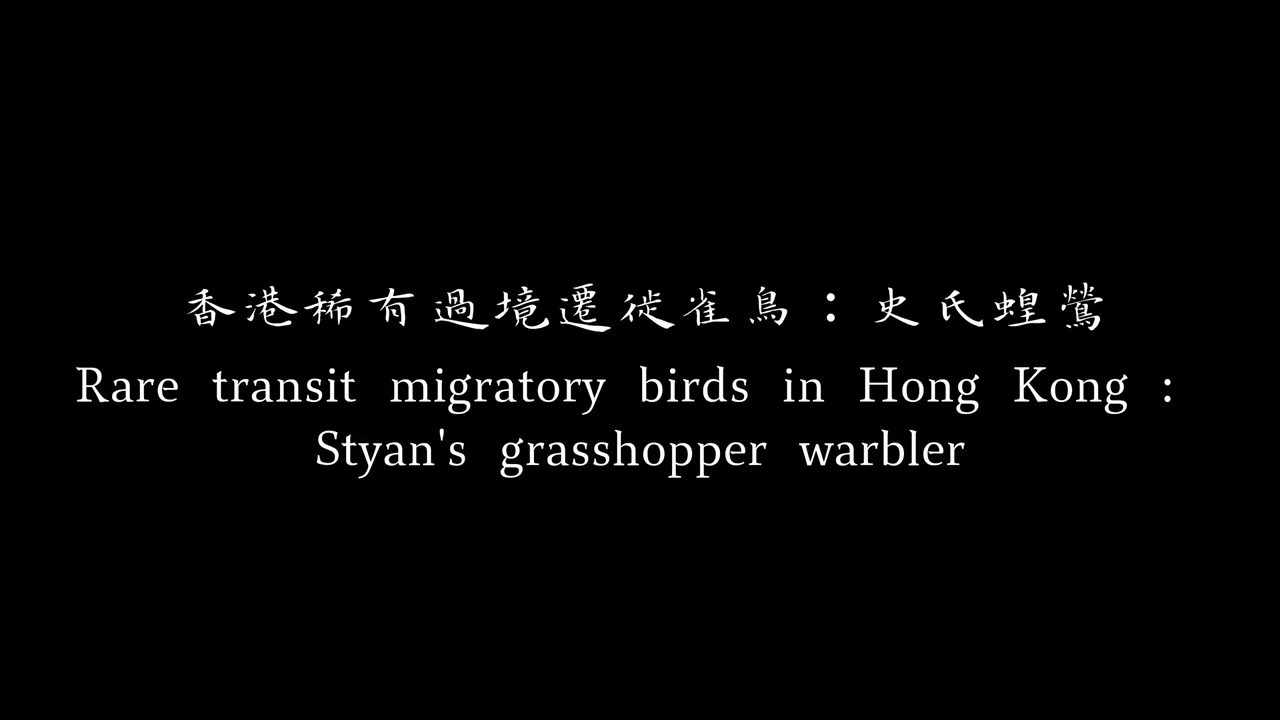 香港稀有過境遷徙雀鳥：史氏蝗鶯
Rare transit migratory birds in Hong Kong :
Styan's grasshopper warbler